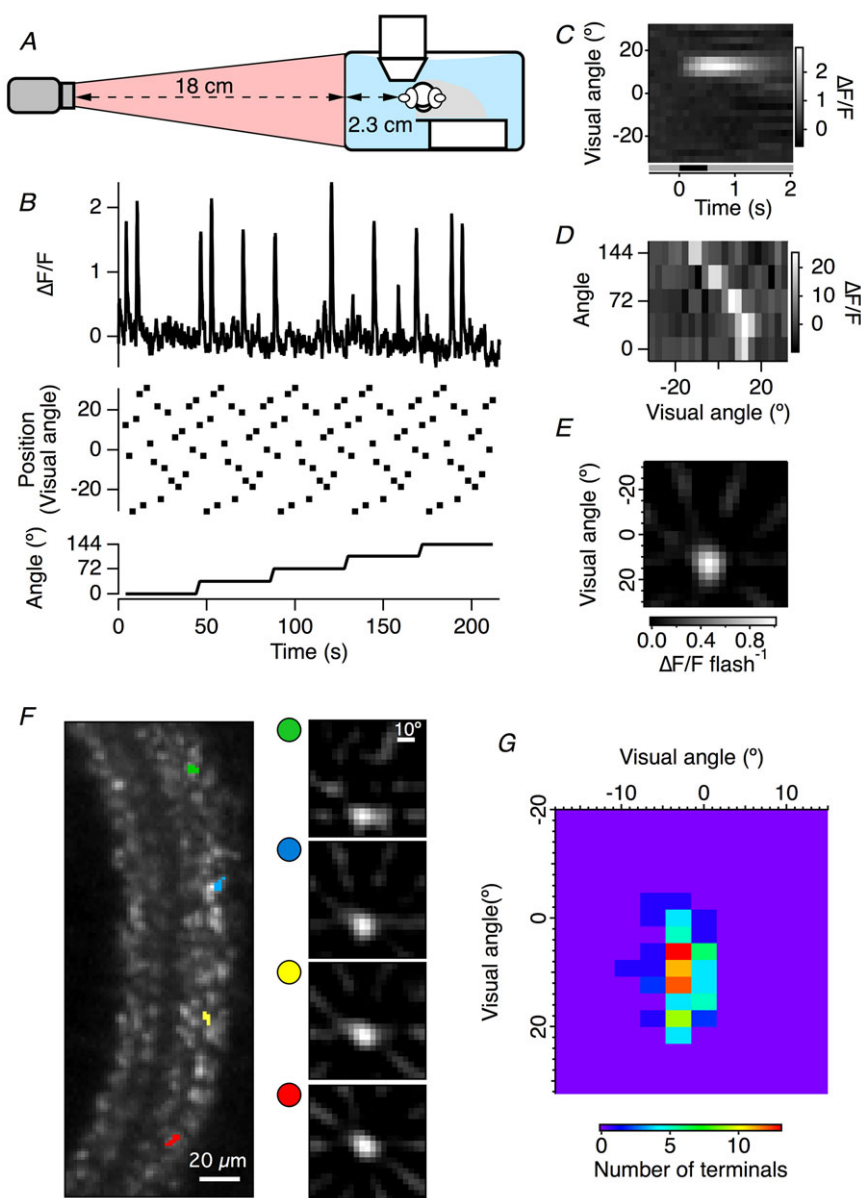 A
18 cm
2.3 cm
B
ΔF/F
2
1
0
Position
(Visual angle)
20
0
-20
Angle (º)
144
72
0
0 50 100 150 200
Time (s)
C
Visual angle (º)
20
0
-20
0 1 2
Time (s)
2
1
0
ΔF/F
D
Angle
144
72
0
-20 0 20
Visual angle (º)
20
10
0
ΔF/F
E
Visual angle (º)
-20
0
20
0.0 0.4 0.8
ΔF/F flash⁻¹
F
20 µm
10º
G
Visual angle (º)
-10 0 10
Visual angle(º)
-20
0
20
0 5 10
Number of terminals